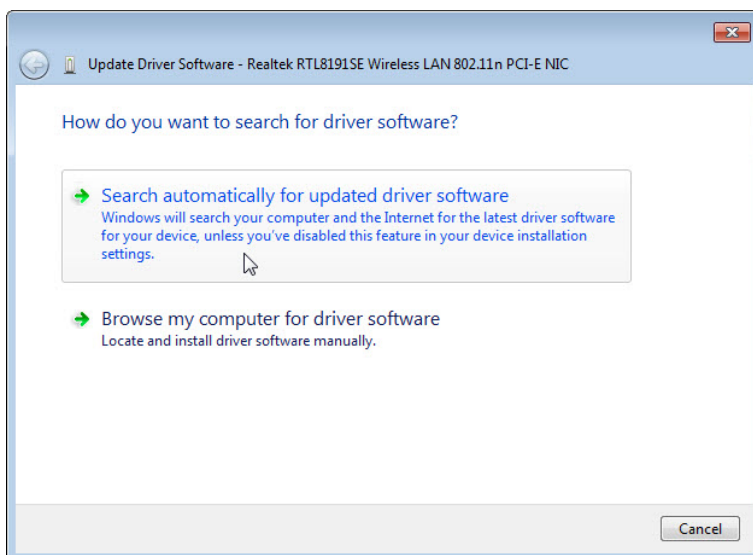 Update Driver Software - Realtek RTL8191SE Wireless LAN 802.11n PCI-E NIC
How do you want to search for driver software?
Search automatically for updated driver software
Windows will search your computer and the Internet for the latest driver software
for your device, unless you've disabled this feature in your device installation
settings.
Browse my computer for driver software
Locate and install driver software manually.
Cancel